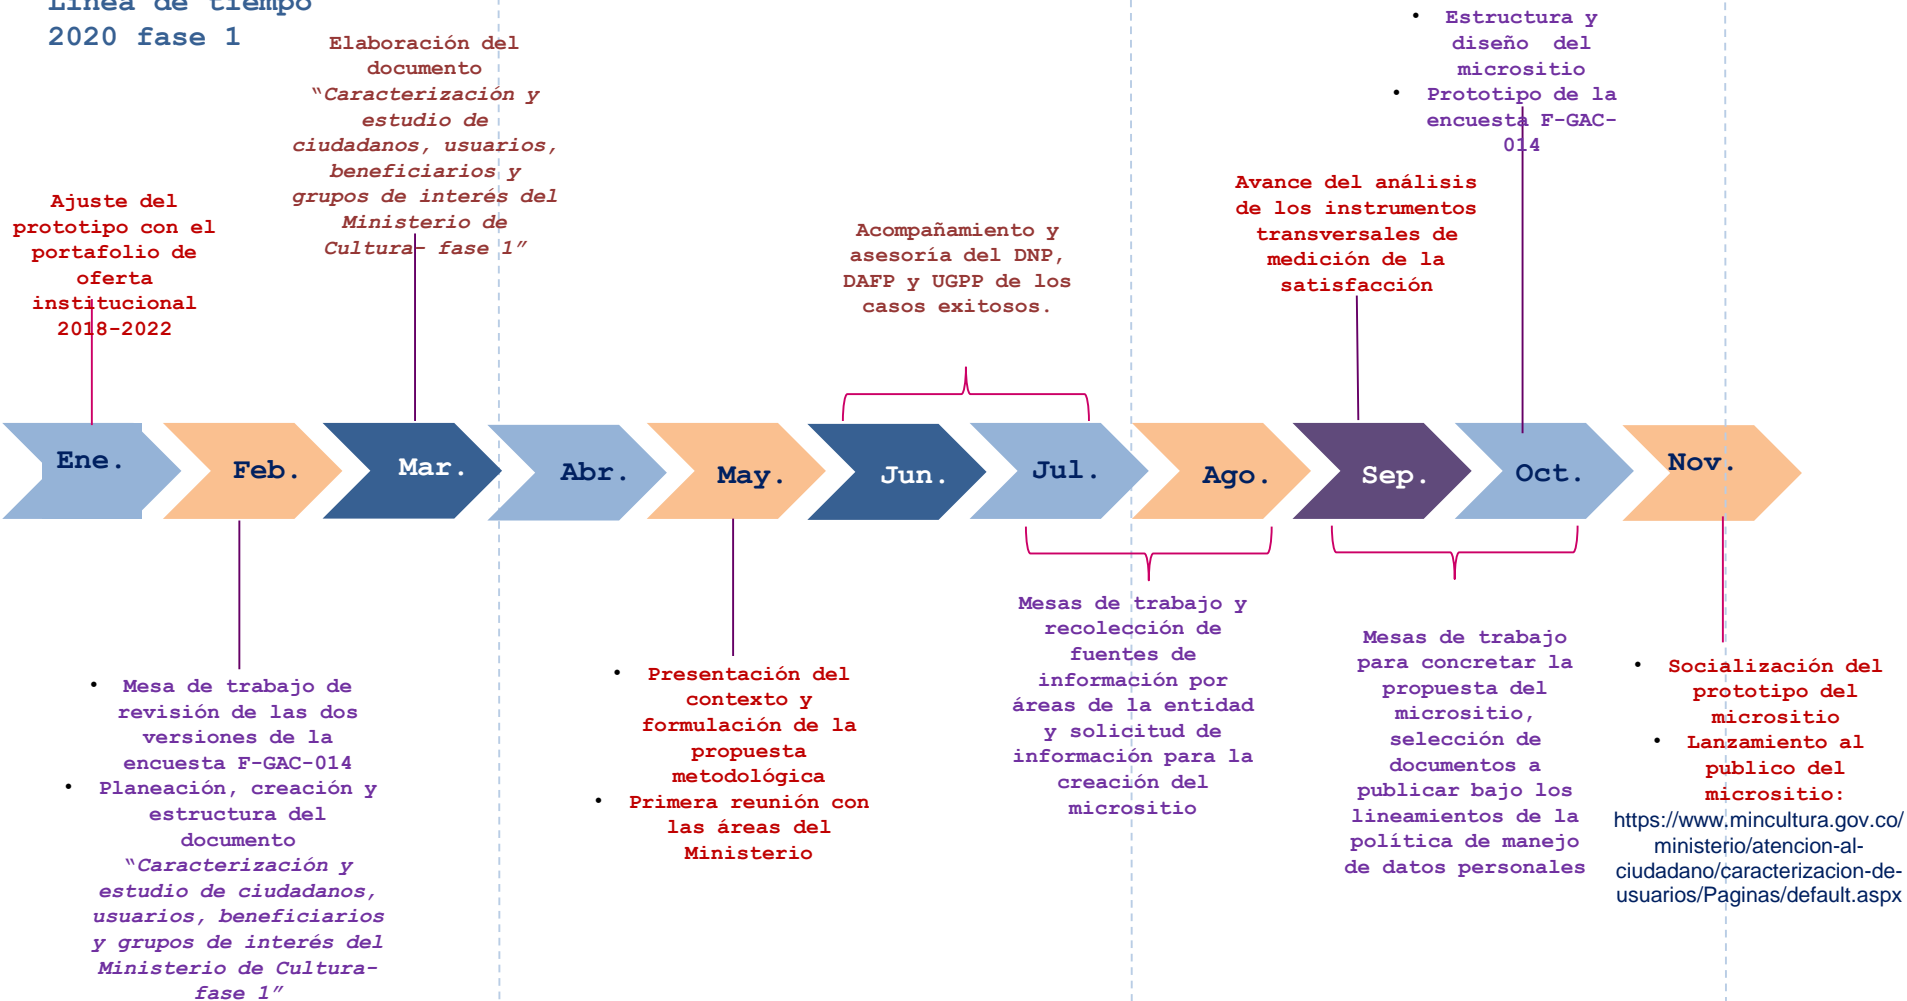 Línea de tiempo
2020 fase 1
Ajuste del
prototipo con el
portafolio de
oferta
institucional
2018-2022
Elaboración del
documento
“Caracterización y
estudio de
ciudadanos, usuarios,
beneficiarios y
grupos de interés del
Ministerio de
Cultura- fase 1”
Acompañamiento y
asesoría del DNP,
DAFP y UGPP de los
casos exitosos.
Avance del análisis
de los instrumentos
transversales de
medición de la
satisfacción
• Estructura y
diseño del
micrositio
• Prototipo de la
encuesta F-GAC-
014
Ene.
Feb.
Mar.
Abr.
May.
Jun.
Jul.
Ago.
Sep.
Oct.
Nov.
• Mesa de trabajo de
revisión de las dos
versiones de la
encuesta F-GAC-014
• Planeación, creación y
estructura del
documento
“Caracterización y
estudio de ciudadanos,
usuarios, beneficiarios
y grupos de interés del
Ministerio de Cultura-
fase 1”
• Presentación del
contexto y
formulación de la
propuesta
metodológica
• Primera reunión con
las áreas del
Ministerio
Mesas de trabajo y
recolección de
fuentes de
información por
áreas de la entidad
y solicitud de
información para la
creación del
micrositio
Mesas de trabajo
para concretar la
propuesta del
micrositio,
selección de
documentos a
publicar bajo los
lineamientos de la
política de manejo
de datos personales
• Socialización del
prototipo del
micrositio
• Lanzamiento al
publico del
micrositio:
https://www.mincultura.gov.co/
ministerio/atencion-al-
ciudadano/caracterizacion-de-
usuarios/Paginas/default.aspx